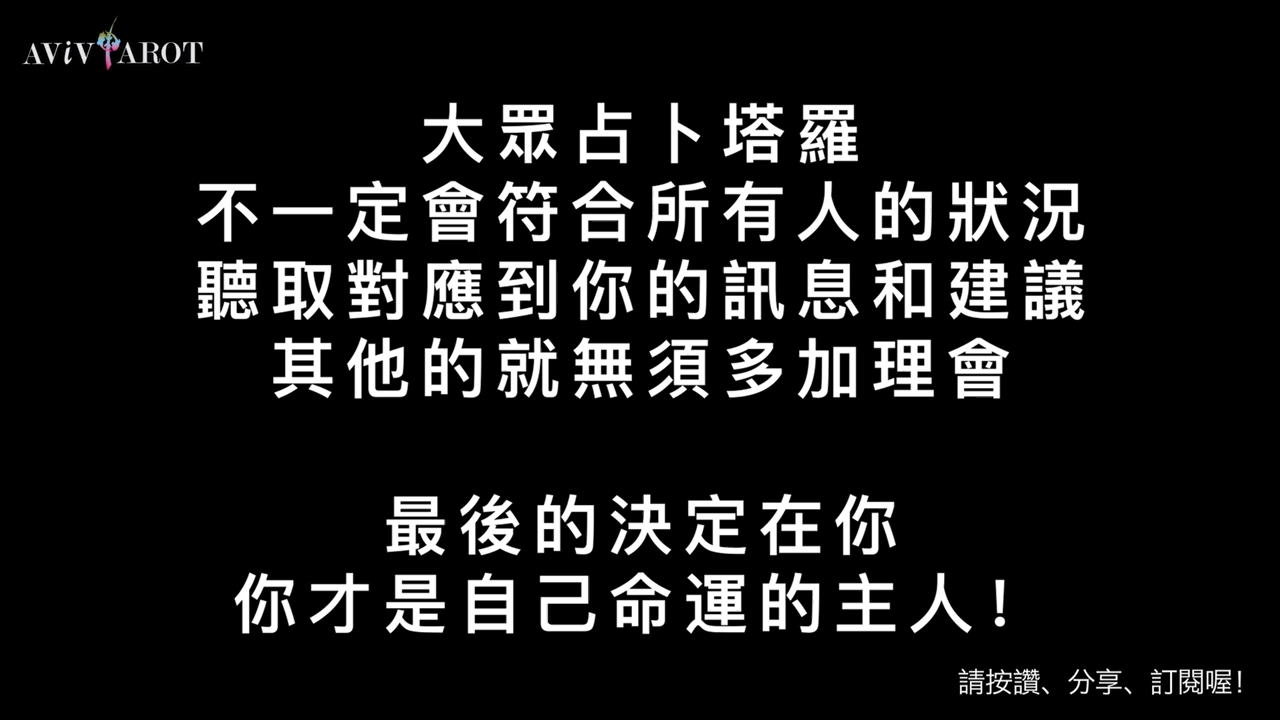 AViVTAROT
大眾占卜塔羅
不一定會符合所有人的狀況
聽取對應到你的訊息和建議
其他的就無須多加理會
最後的決定在你
你才是自己命運的主人！
請按讚、分享、訂閱喔！